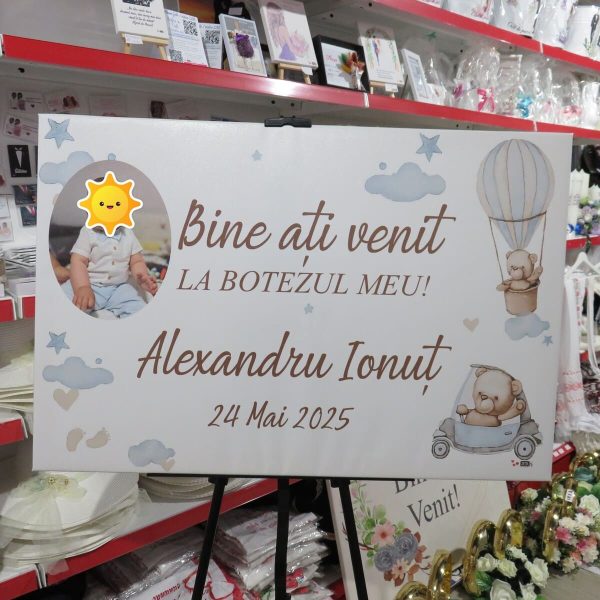 Bine ați venit
LA BOTEZUL MEU!
Alexandru Ionuț
24 Mai 2025
Venit!